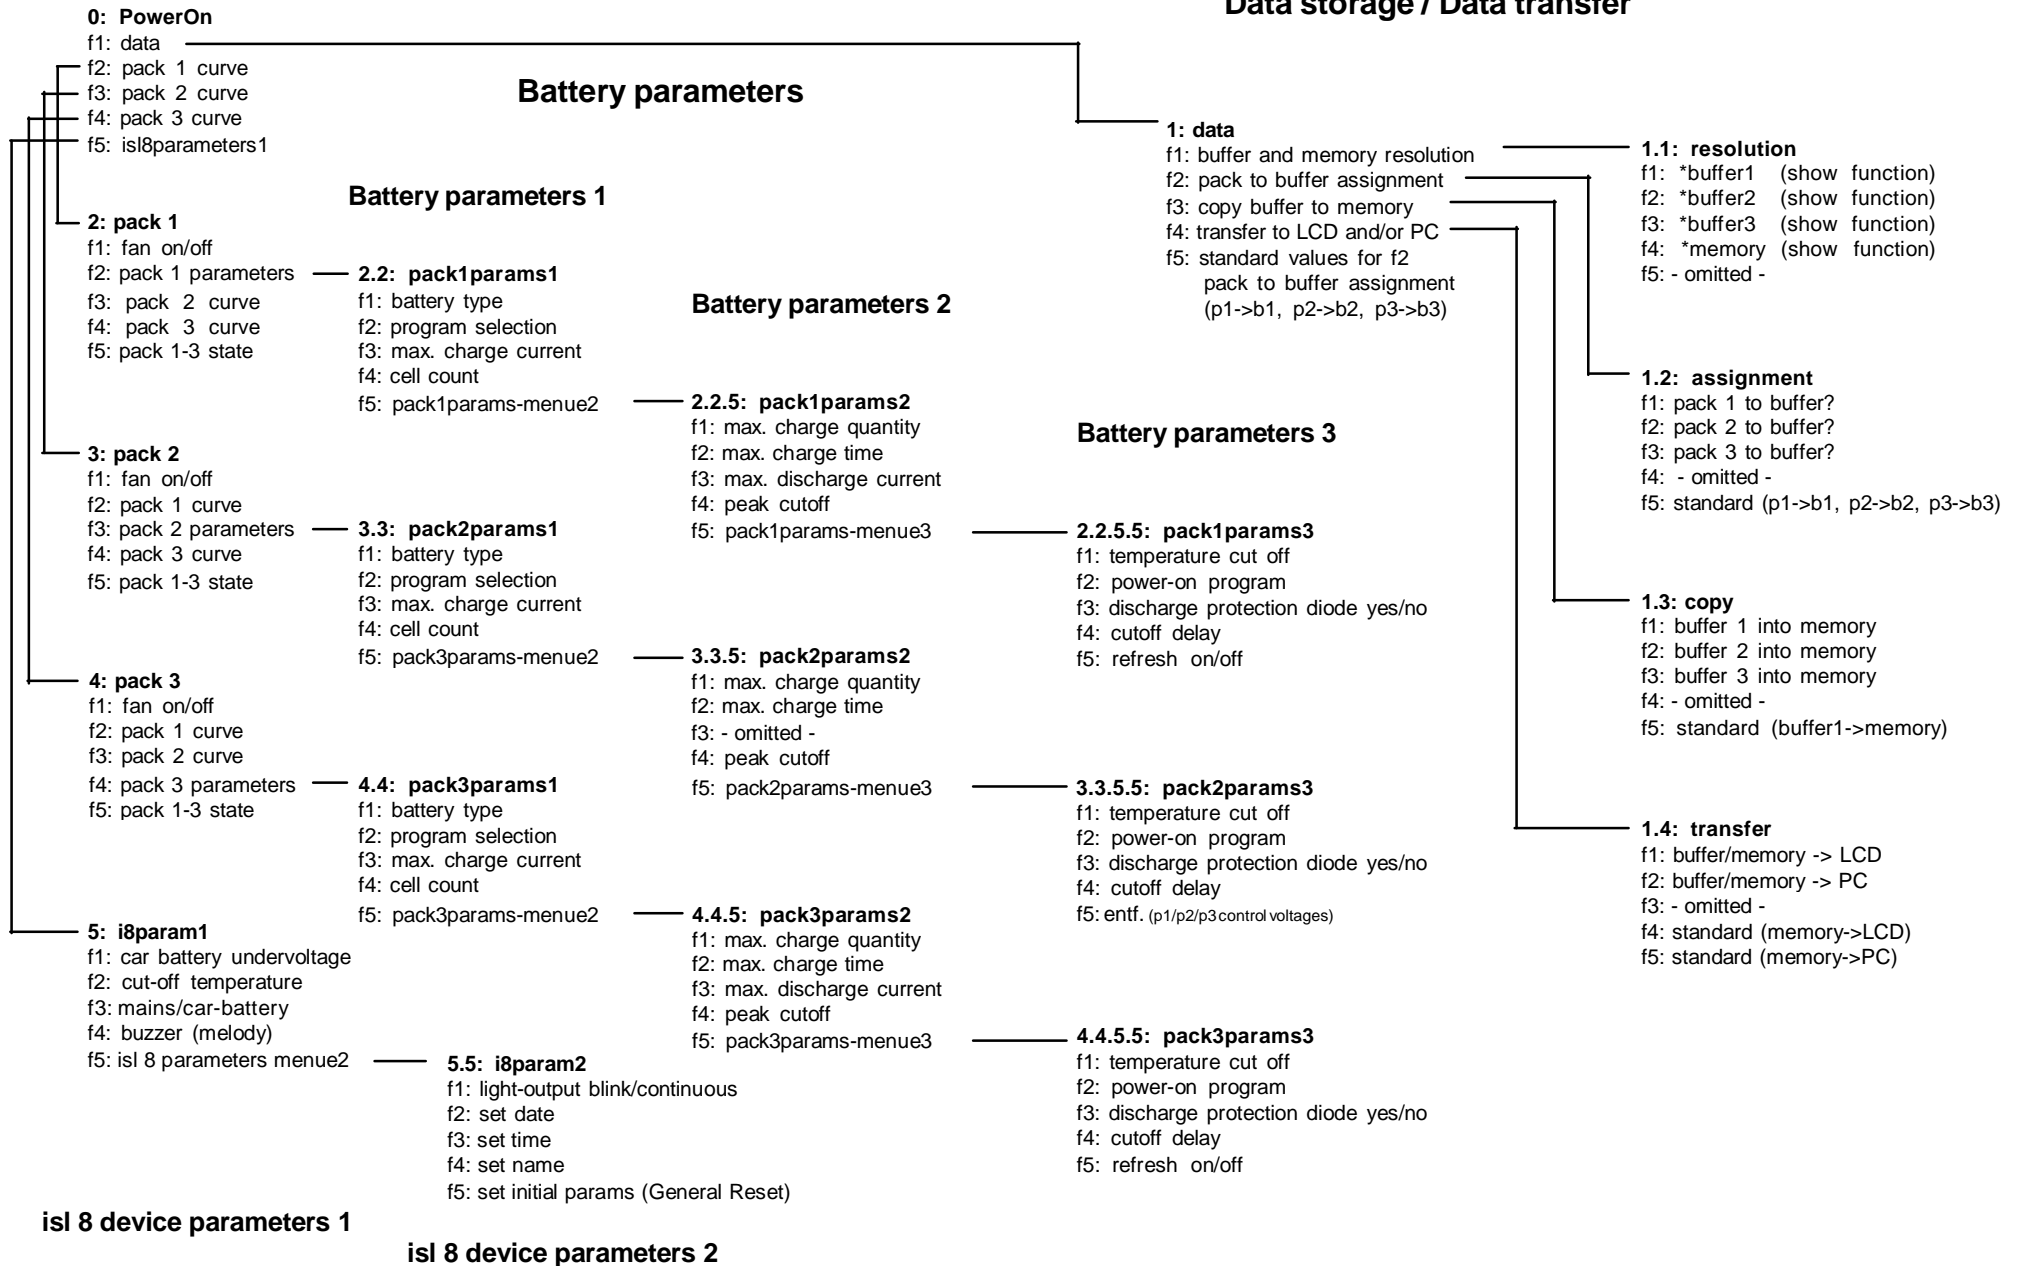 Data storage / Data transfer
0: PowerOn
f1: data
f2: pack 1 curve
f3: pack 2 curve
f4: pack 3 curve
f5: isl8parameters1
Battery parameters
1: data
f1: buffer and memory resolution
f2: pack to buffer assignment
f3: copy buffer to memory
f4: transfer to LCD and/or PC
f5: standard values for f2
pack to buffer assignment
(p1->b1, p2->b2, p3->b3)
1.1: resolution
f1: *buffer1 (show function)
f2: *buffer2 (show function)
f3: *buffer3 (show function)
f4: *memory (show function)
f5: - omitted -
Battery parameters 1
2: pack 1
f1: fan on/off
f2: pack 1 parameters
f3: pack 2 curve
f4: pack 3 curve
f5: pack 1-3 state
2.2: pack1params1
f1: battery type
f2: program selection
f3: max. charge current
f4: cell count
f5: pack1params-menue2
Battery parameters 2
2.2.5: pack1params2
f1: max. charge quantity
f2: max. charge time
f3: max. discharge current
f4: peak cutoff
f5: pack1params-menue3
Battery parameters 3
2.2.5.5: pack1params3
f1: temperature cut off
f2: power-on program
f3: discharge protection diode yes/no
f4: cutoff delay
f5: refresh on/off
1.2: assignment
f1: pack 1 to buffer?
f2: pack 2 to buffer?
f3: pack 3 to buffer?
f4: - omitted -
f5: standard (p1->b1, p2->b2, p3->b3)
3: pack 2
f1: fan on/off
f2: pack 1 curve
f3: pack 2 parameters
f4: pack 3 curve
f5: pack 1-3 state
3.3: pack2params1
f1: battery type
f2: program selection
f3: max. charge current
f4: cell count
f5: pack3params-menue2
3.3.5: pack2params2
f1: max. charge quantity
f2: max. charge time
f3: - omitted -
f4: peak cutoff
f5: pack2params-menue3
3.3.5.5: pack2params3
f1: temperature cut off
f2: power-on program
f3: discharge protection diode yes/no
f4: cutoff delay
f5: entf. (p1/p2/p3 control voltages)
1.3: copy
f1: buffer 1 into memory
f2: buffer 2 into memory
f3: buffer 3 into memory
f4: - omitted -
f5: standard (buffer1->memory)
4: pack 3
f1: fan on/off
f2: pack 1 curve
f3: pack 2 curve
f4: pack 3 parameters
f5: pack 1-3 state
4.4: pack3params1
f1: battery type
f2: program selection
f3: max. charge current
f4: cell count
f5: pack3params-menue2
4.4.5: pack3params2
f1: max. charge quantity
f2: max. charge time
f3: max. discharge current
f4: peak cutoff
f5: pack3params-menue3
4.4.5.5: pack3params3
f1: temperature cut off
f2: power-on program
f3: discharge protection diode yes/no
f4: cutoff delay
f5: refresh on/off
1.4: transfer
f1: buffer/memory -> LCD
f2: buffer/memory -> PC
f3: - omitted -
f4: standard (memory->LCD)
f5: standard (memory->PC)
5: i8param1
f1: car battery undervoltage
f2: cut-off temperature
f3: mains/car-battery
f4: buzzer (melody)
f5: isl 8 parameters menue2
5.5: i8param2
f1: light-output blink/continuous
f2: set date
f3: set time
f4: set name
f5: set initial params (General Reset)
isl 8 device parameters 1
isl 8 device parameters 2